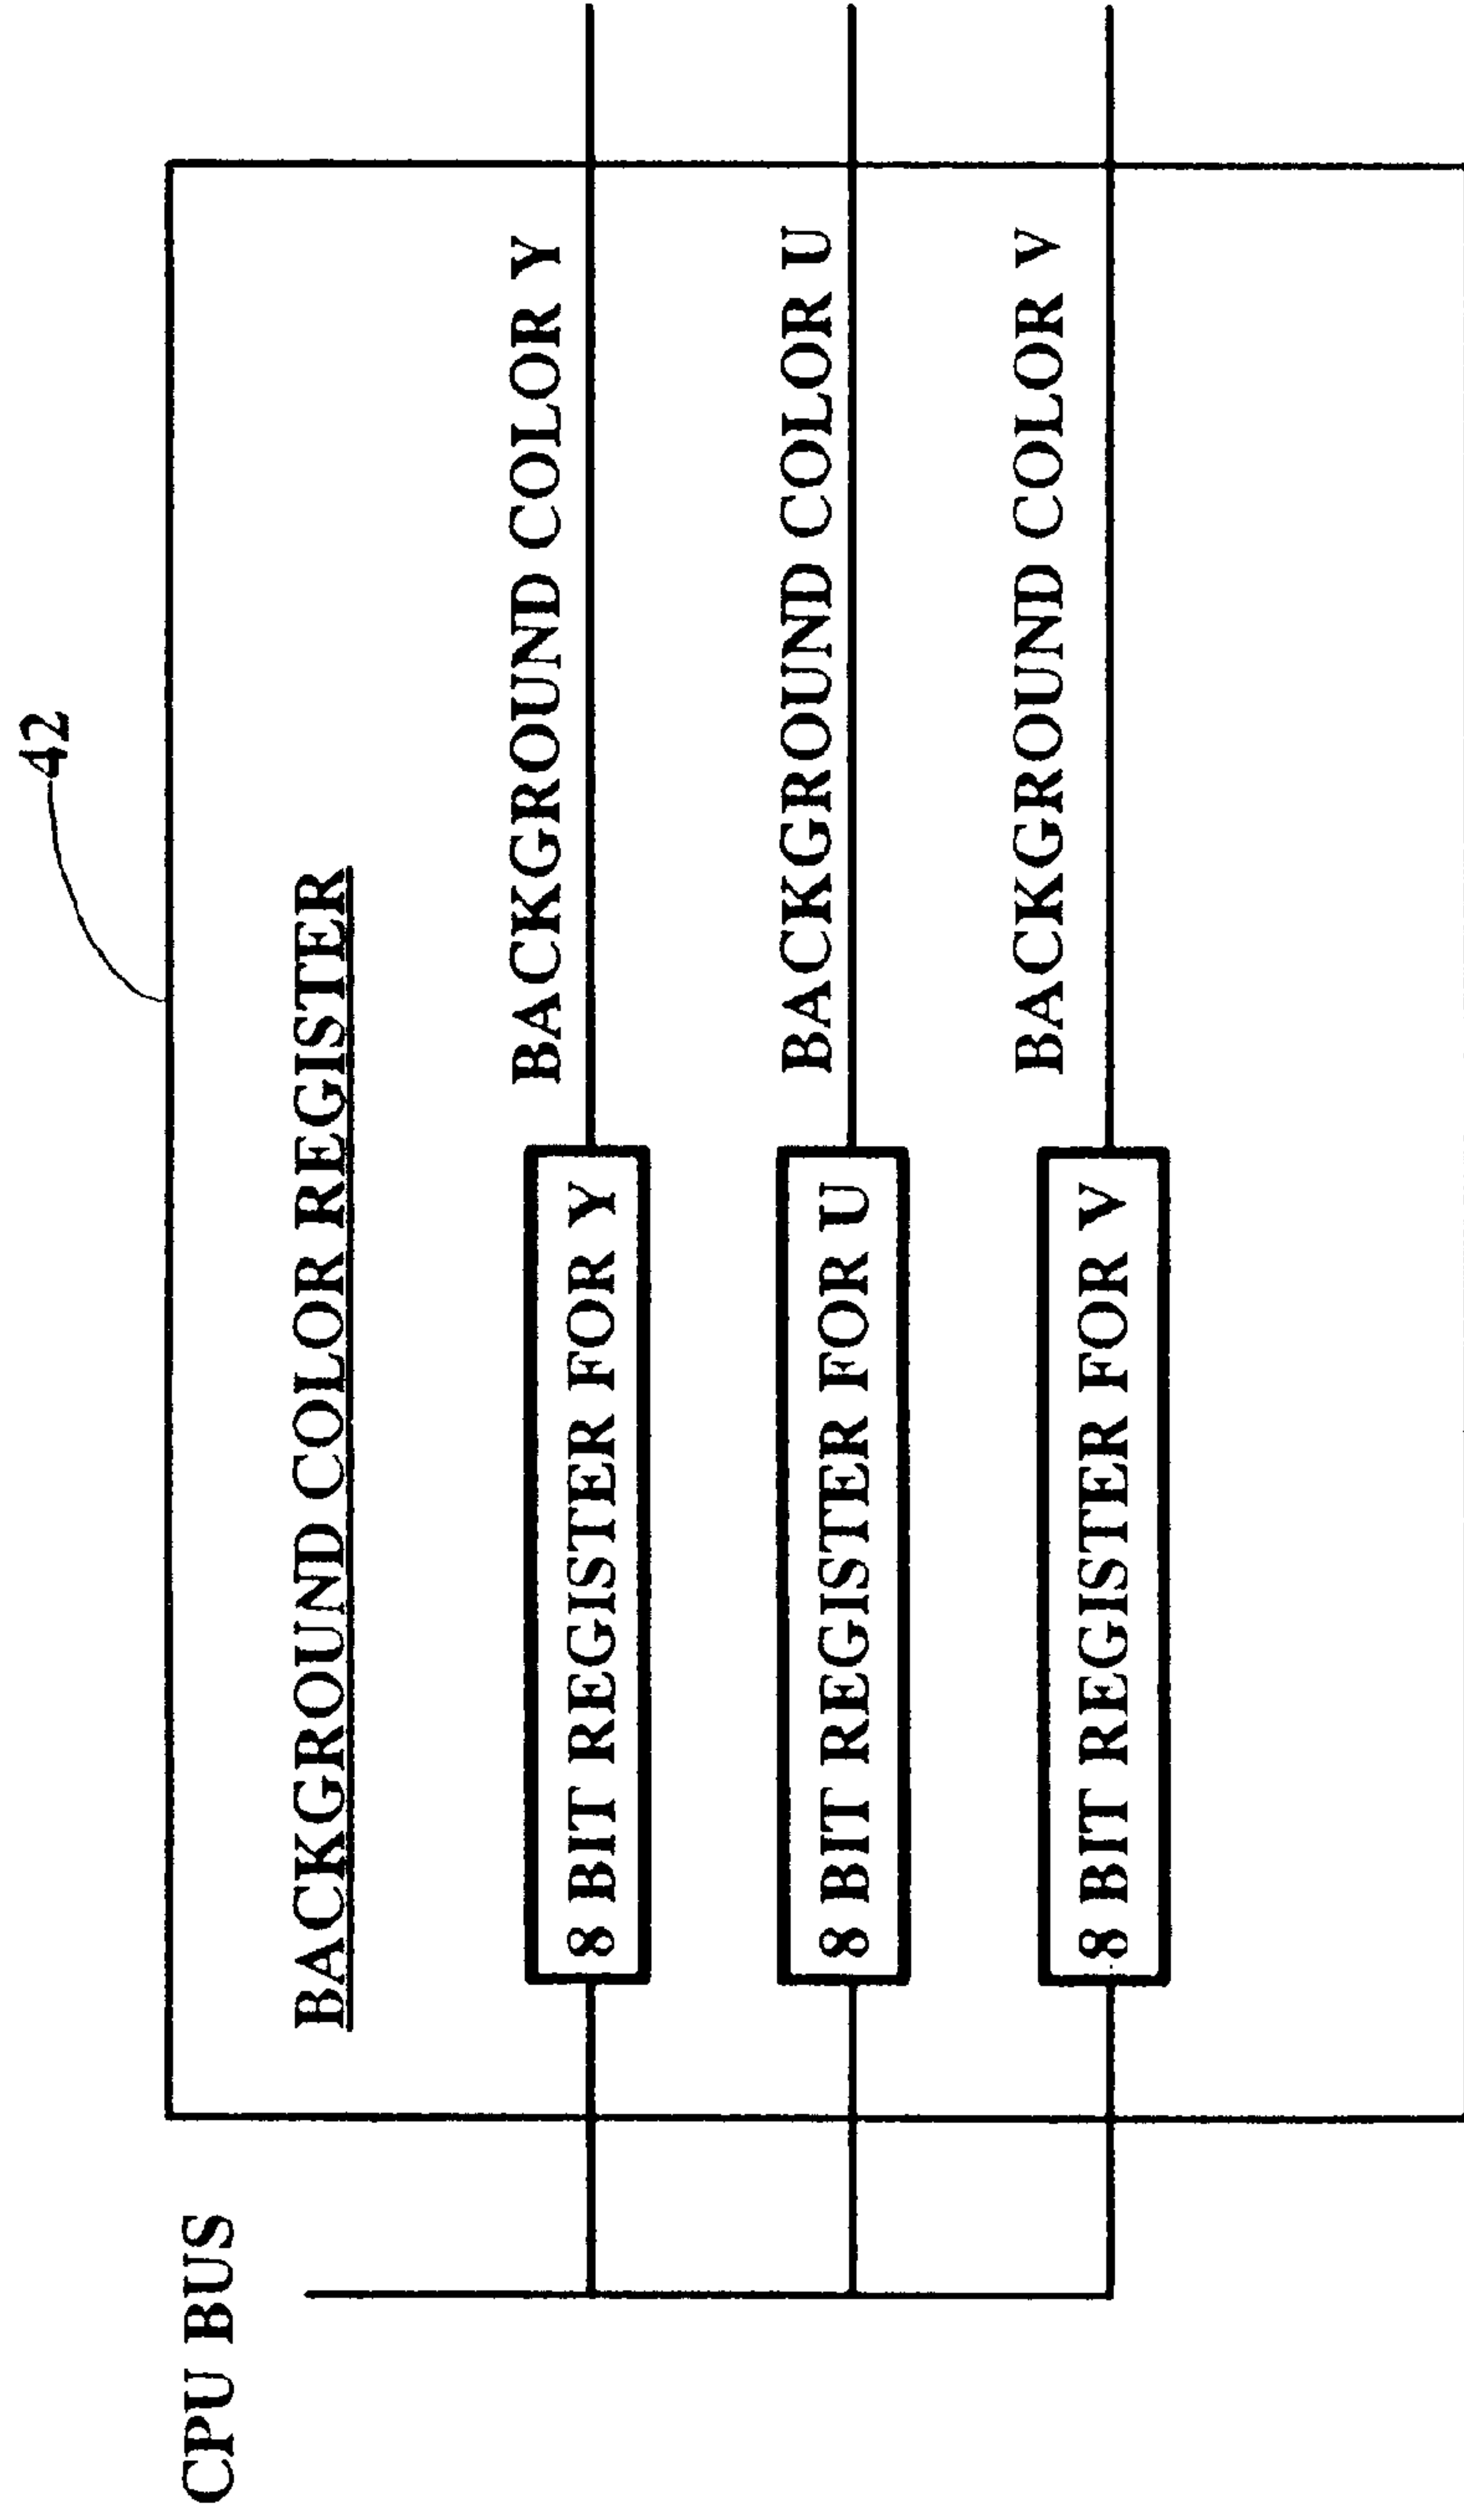 42
CPU BUS
BACKGROUND COLOR REGISTER
8 BIT REGISTER FOR Y
BACKGROUND COLOR Y
8 BIT REGISTER FOR U
BACKGROUND COLOR U
8 BIT REGISTER FOR V
BACKGROUND COLOR V